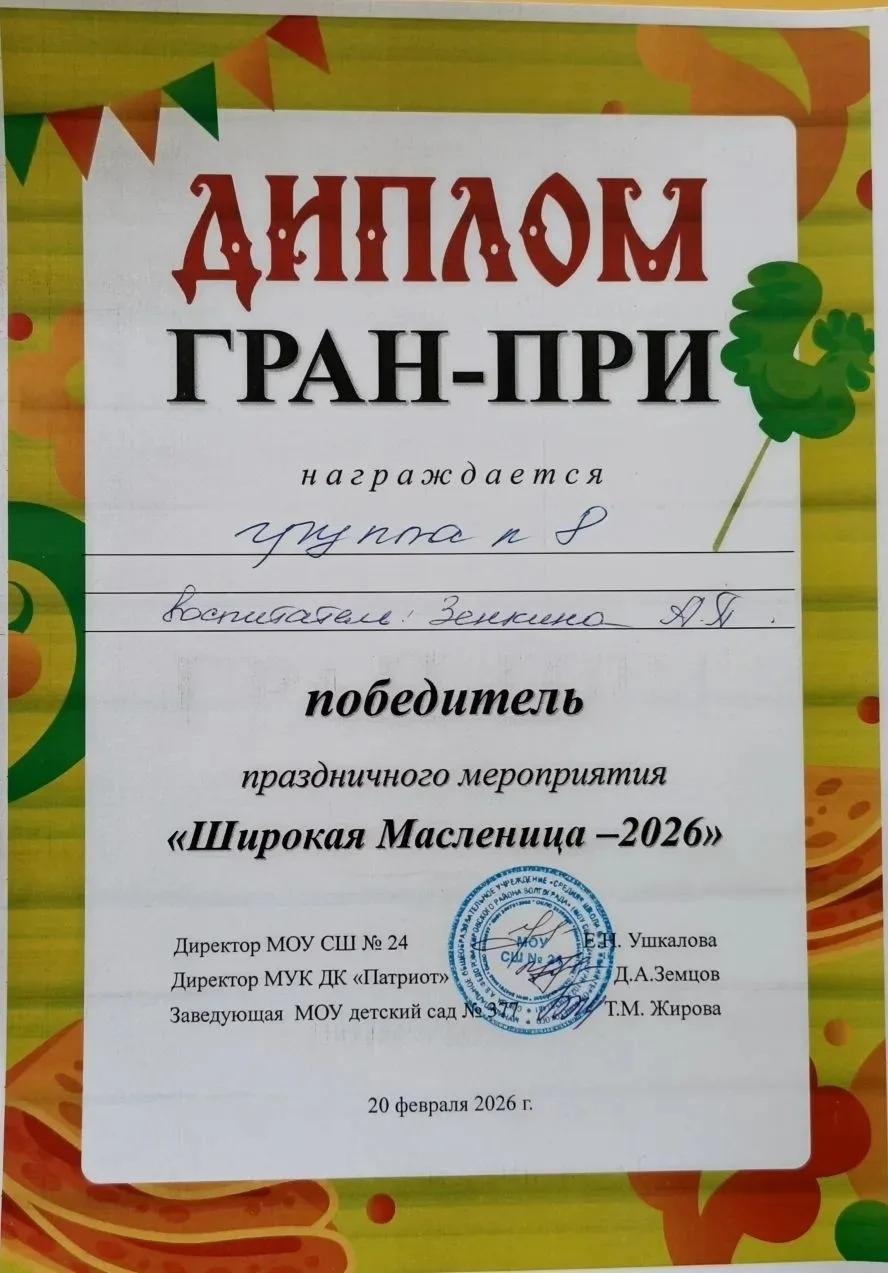 ДИПЛОМ
ГРАН-ПРИ
награждается
группа n 8
воспитатель: Зенкина А.П.
победитель
праздничного мероприятия
«Широкая Масленица –2026»
Директор МОУ СШ № 24 Е.Н. Ушкалова
Директор МУК ДК «Патриот» Д.А.Земцов
Заведующая МОУ детский сад № 377 Т.М. Жирова
МОУ
СШ № 24
20 февраля 2026 г.